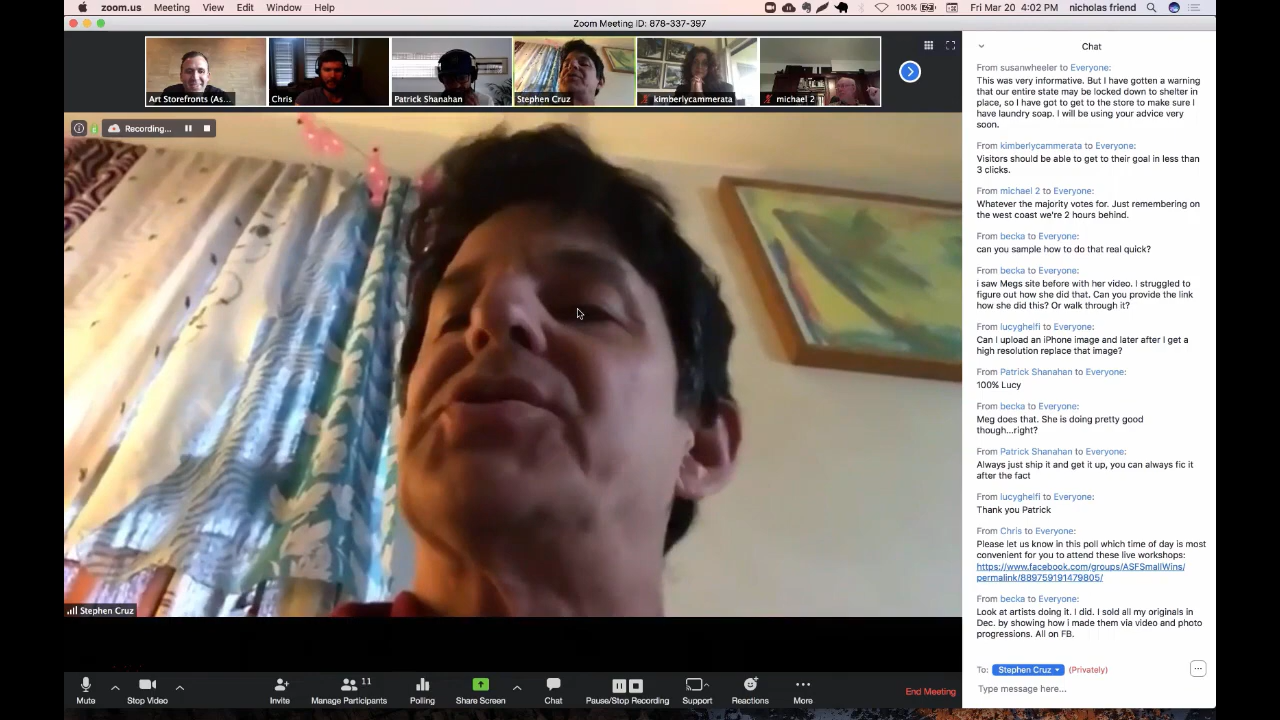 zoom.us Meeting View Edit Window Help
100% Fri Mar 20 4:02 PM nicholas friend
Zoom Meeting ID: 878-337-397
Art Storefronts (As...
Chris
Patrick Shanahan
Stephen Cruz
kimberlycammerata
michael 2
Recording...
Stephen Cruz
Chat
From susanwheeler to Everyone:
This was very informative. But I have gotten a warning
that our entire state may be locked down to shelter in
place, so I have got to get to the store to make sure I
have laundry soap. I will be using your advice very
soon.
From kimberlycammerata to Everyone:
Visitors should be able to get to their goal in less than
3 clicks.
From michael 2 to Everyone:
Whatever the majority votes for. Just remembering on
the west coast we're 2 hours behind.
From becka to Everyone:
can you sample how to do that real quick?
From becka to Everyone:
i saw Megs site before with her video. I struggled to
figure out how she did that. Can you provide the link
how she did this? Or walk through it?
From lucyghelfi to Everyone:
Can I upload an iPhone image and later after I get a
high resolution replace that image?
From Patrick Shanahan to Everyone:
100% Lucy
From becka to Everyone:
Meg does that. She is doing pretty good
though...right?
From Patrick Shanahan to Everyone:
Always just ship it and get it up, you can always fic it
after the fact
From lucyghelfi to Everyone:
Thank you Patrick
From Chris to Everyone:
Please let us know in this poll which time of day is most
convenient for you to attend these live workshops:
https://www.facebook.com/groups/ASFSmallWins/
permalink/889759191479805/
From becka to Everyone:
Look at artists doing it. I did. I sold all my originals in
Dec. by showing how i made them via video and photo
progressions. All on FB.
To: Stephen Cruz (Privately)
Type message here...
Mute
Stop Video
Invite
11
Manage Participants
Polling
Share Screen
Chat
Pause/Stop Recording
Support
Reactions
More
End Meeting